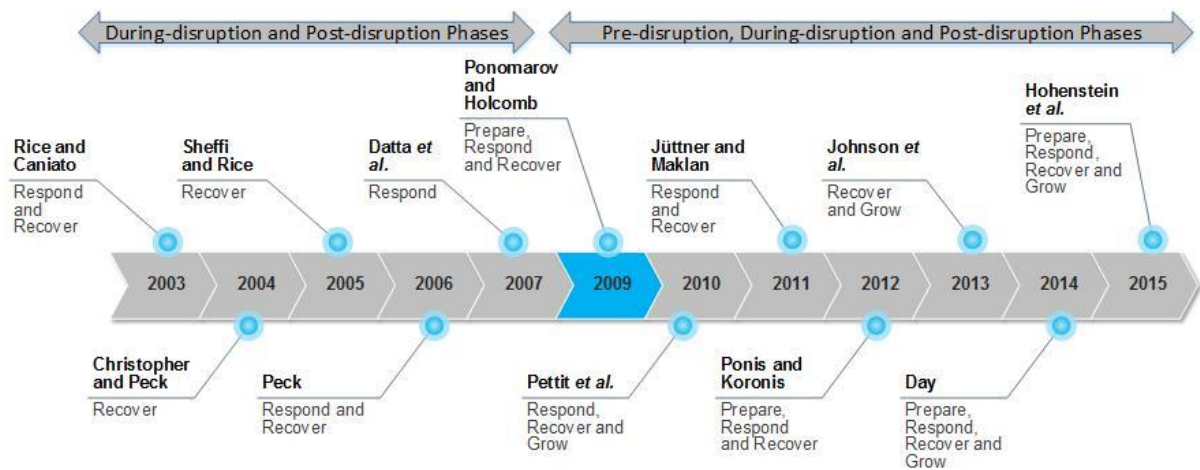 During-disruption and Post-disruption Phases
Pre-disruption, During-disruption and Post-disruption Phases
Rice and
Caniato
Respond
and
Recover
Sheffi
and Rice
Recover
Datta et
al.
Respond
Ponomarov
and
Holcomb
Prepare,
Respond
and Recover
Jüttner and
Maklan
Respond
and
Recover
Johnson et
al.
Recover
and Grow
Hohenstein
et al.
Prepare,
Respond,
Recover and
Grow
2003
2004
2005
2006
2007
2009
2010
2011
2012
2013
2014
2015
Christopher
and Peck
Recover
Peck
Respond and
Recover
Pettit et al.
Respond,
Recover and
Grow
Ponis and
Koronis
Prepare,
Respond
and Recover
Day
Prepare,
Respond,
Recover and
Grow